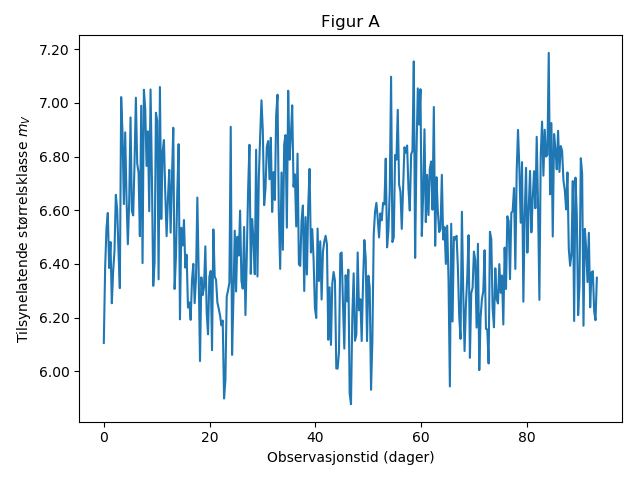 Figur A
Tilsynelatende størrelsesklasse $m_V$
7.20
7.00
6.80
6.60
6.40
6.20
6.00
0 20 40 60 80
Observasjonstid (dager)